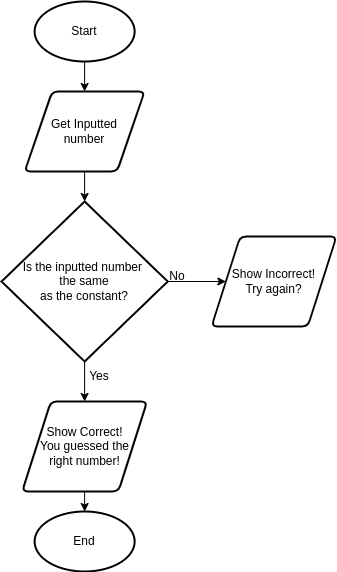 Start
Get Inputted
number
Is the inputted number
the same
as the constant?
No
Show Incorrect!
Try again?
Yes
Show Correct!
You guessed the
right number!
End